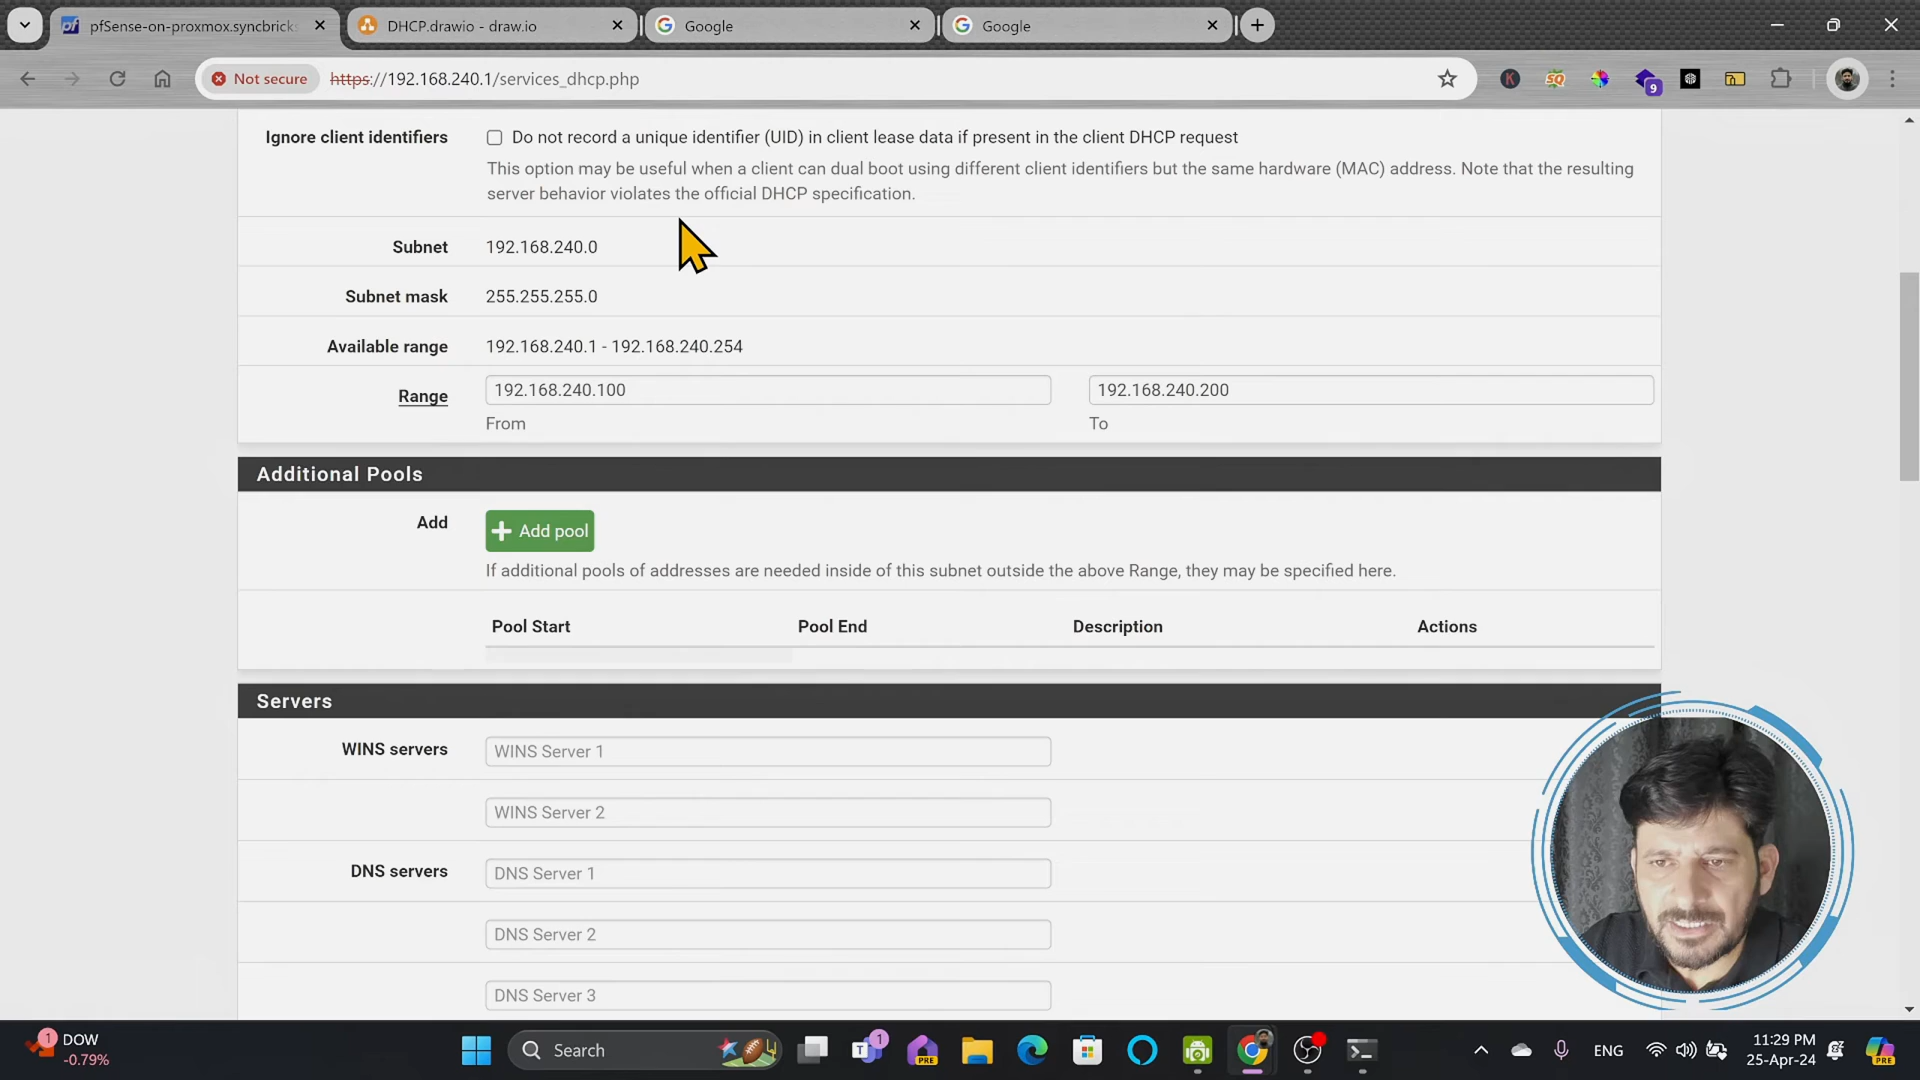 pfSense-on-proxmox.syncbricks
DHCP.drawio - draw.io
Google
Google
Not secure
https://192.168.240.1/services_dhcp.php
9
Ignore client identifiers
Do not record a unique identifier (UID) in client lease data if present in the client DHCP request
This option may be useful when a client can dual boot using different client identifiers but the same hardware (MAC) address. Note that the resulting
server behavior violates the official DHCP specification.
Subnet
192.168.240.0
Subnet mask
255.255.255.0
Available range
192.168.240.1 - 192.168.240.254
Range
192.168.240.100
192.168.240.200
From
To
Additional Pools
Add
Add pool
If additional pools of addresses are needed inside of this subnet outside the above Range, they may be specified here.
Pool Start
Pool End
Description
Actions
Servers
WINS servers
WINS Server 1
WINS Server 2
DNS servers
DNS Server 1
DNS Server 2
DNS Server 3
1
DOW
-0.79%
Search
1
PRE
ENG
11:29 PM
25-Apr-24
PRE